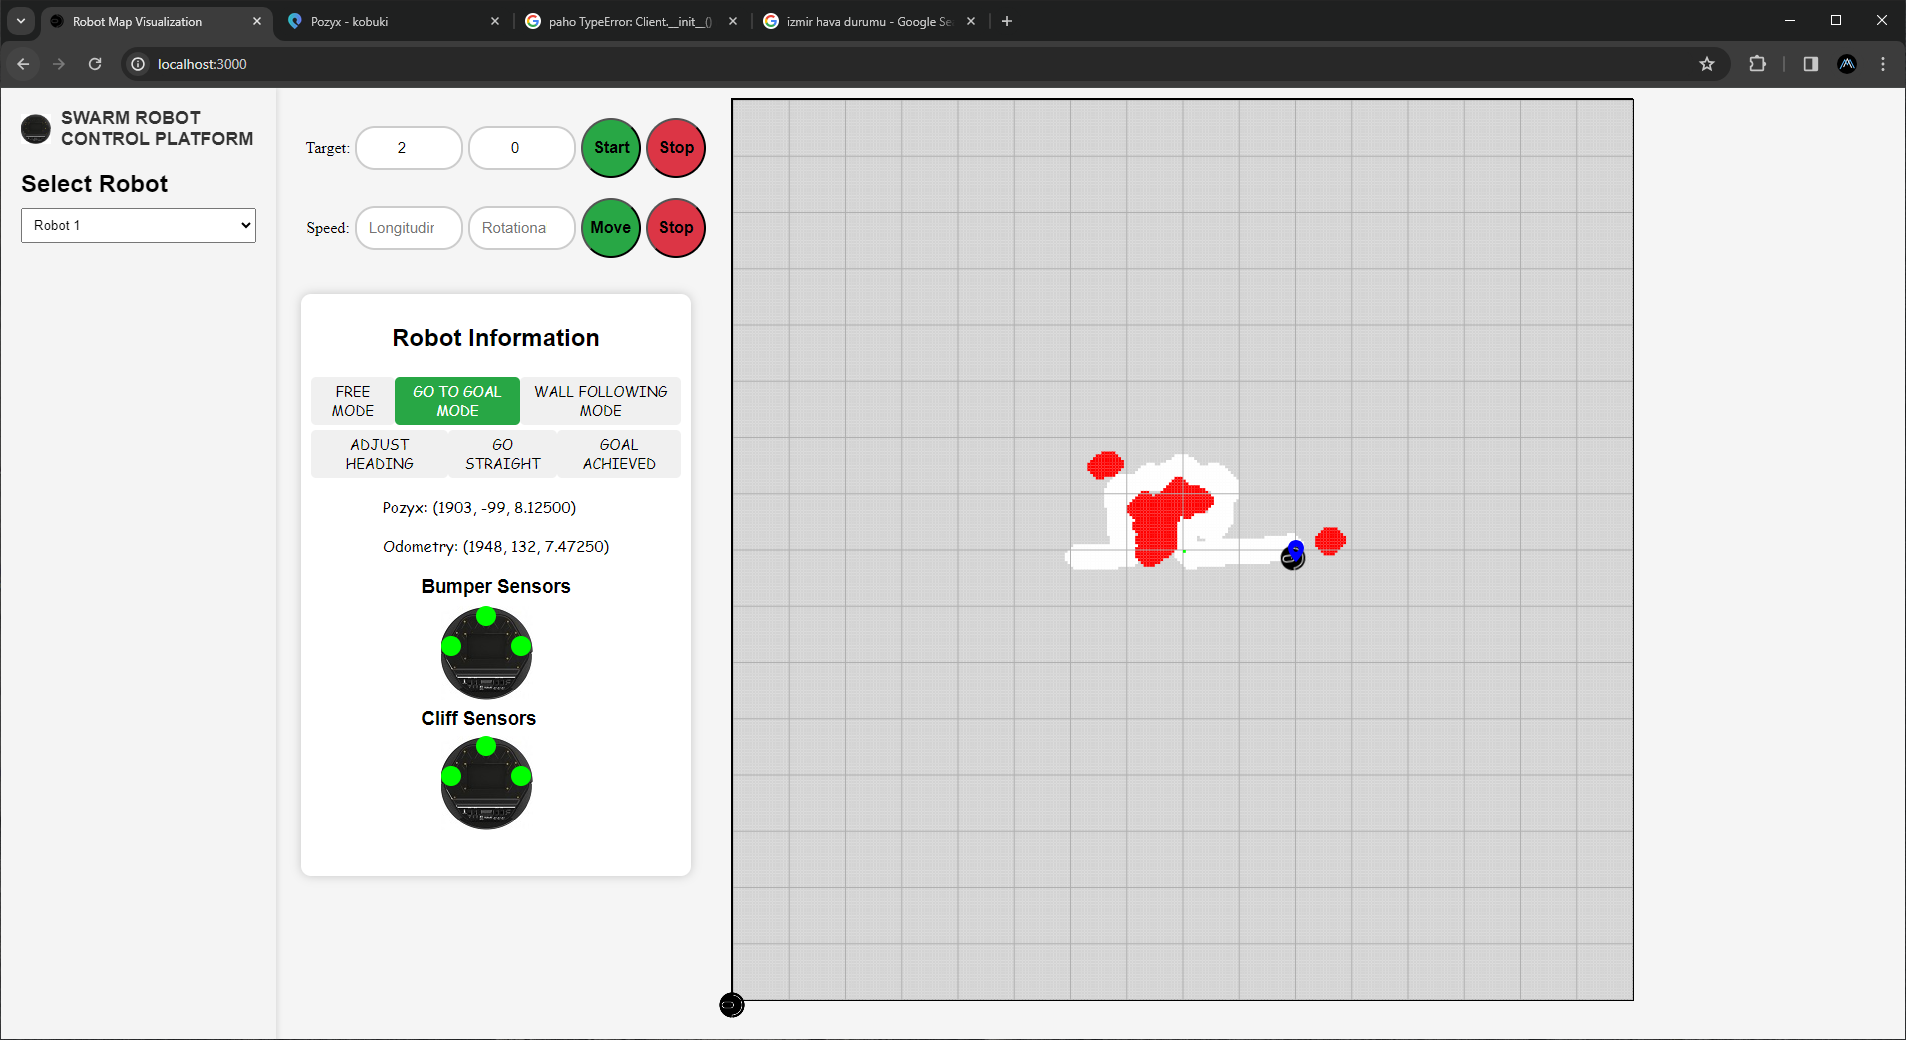 Robot Map Visualization
Pozyx - kobuki
paho TypeError: Client.__init__()
izmir hava durumu - Google Se
localhost:3000
SWARM ROBOT
CONTROL PLATFORM
Select Robot
Robot 1
Target: 2 0 Start Stop
Speed: Longitudir Rotationa Move Stop
Robot Information
FREE
MODE
GO TO GOAL
MODE
WALL FOLLOWING
MODE
ADJUST
HEADING
GO
STRAIGHT
GOAL
ACHIEVED
Pozyx: (1903, -99, 8.12500)
Odometry: (1948, 132, 7.47250)
Bumper Sensors
Cliff Sensors